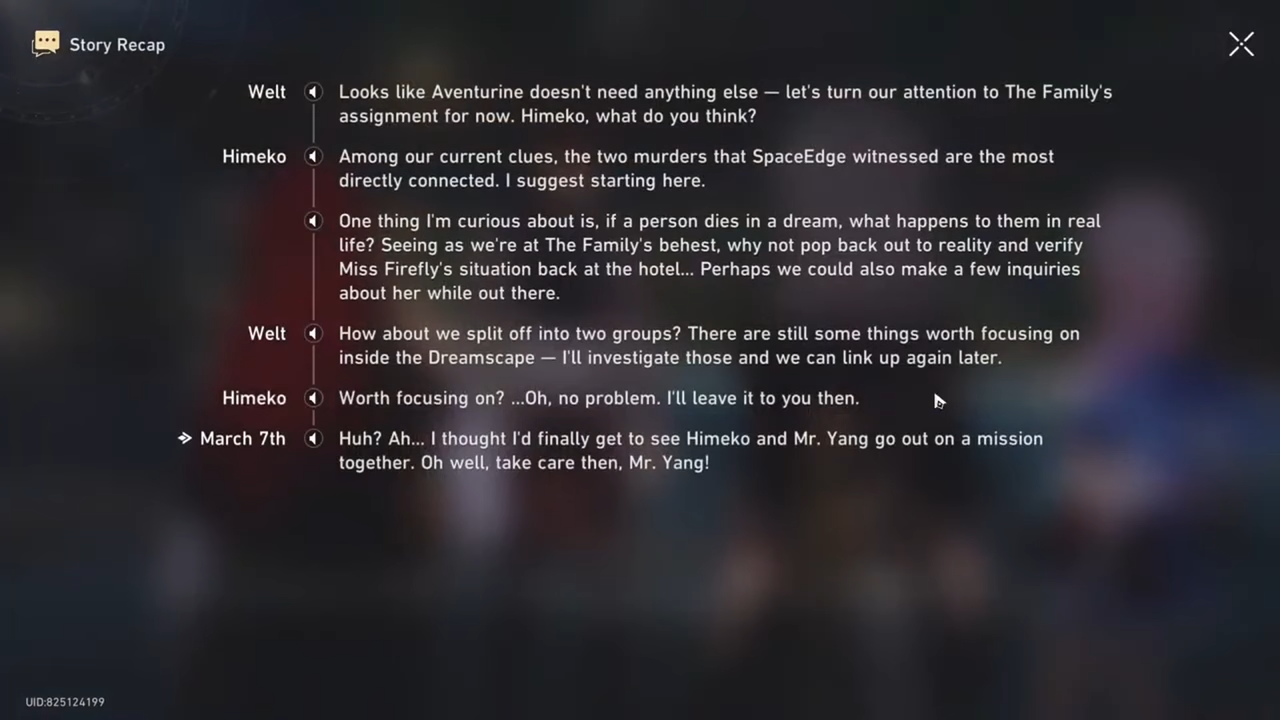 Story Recap
Welt
Looks like Aventurine doesn't need anything else — let's turn our attention to The Family's
assignment for now. Himeko, what do you think?
Himeko
Among our current clues, the two murders that SpaceEdge witnessed are the most
directly connected. I suggest starting here.
One thing I'm curious about is, if a person dies in a dream, what happens to them in real
life? Seeing as we're at The Family's behest, why not pop back out to reality and verify
Miss Firefly's situation back at the hotel... Perhaps we could also make a few inquiries
about her while out there.
Welt
How about we split off into two groups? There are still some things worth focusing on
inside the Dreamscape — I'll investigate those and we can link up again later.
Himeko
Worth focusing on? ...Oh, no problem. I'll leave it to you then.
March 7th
Huh? Ah... I thought I'd finally get to see Himeko and Mr. Yang go out on a mission
together. Oh well, take care then, Mr. Yang!
UID:825124199